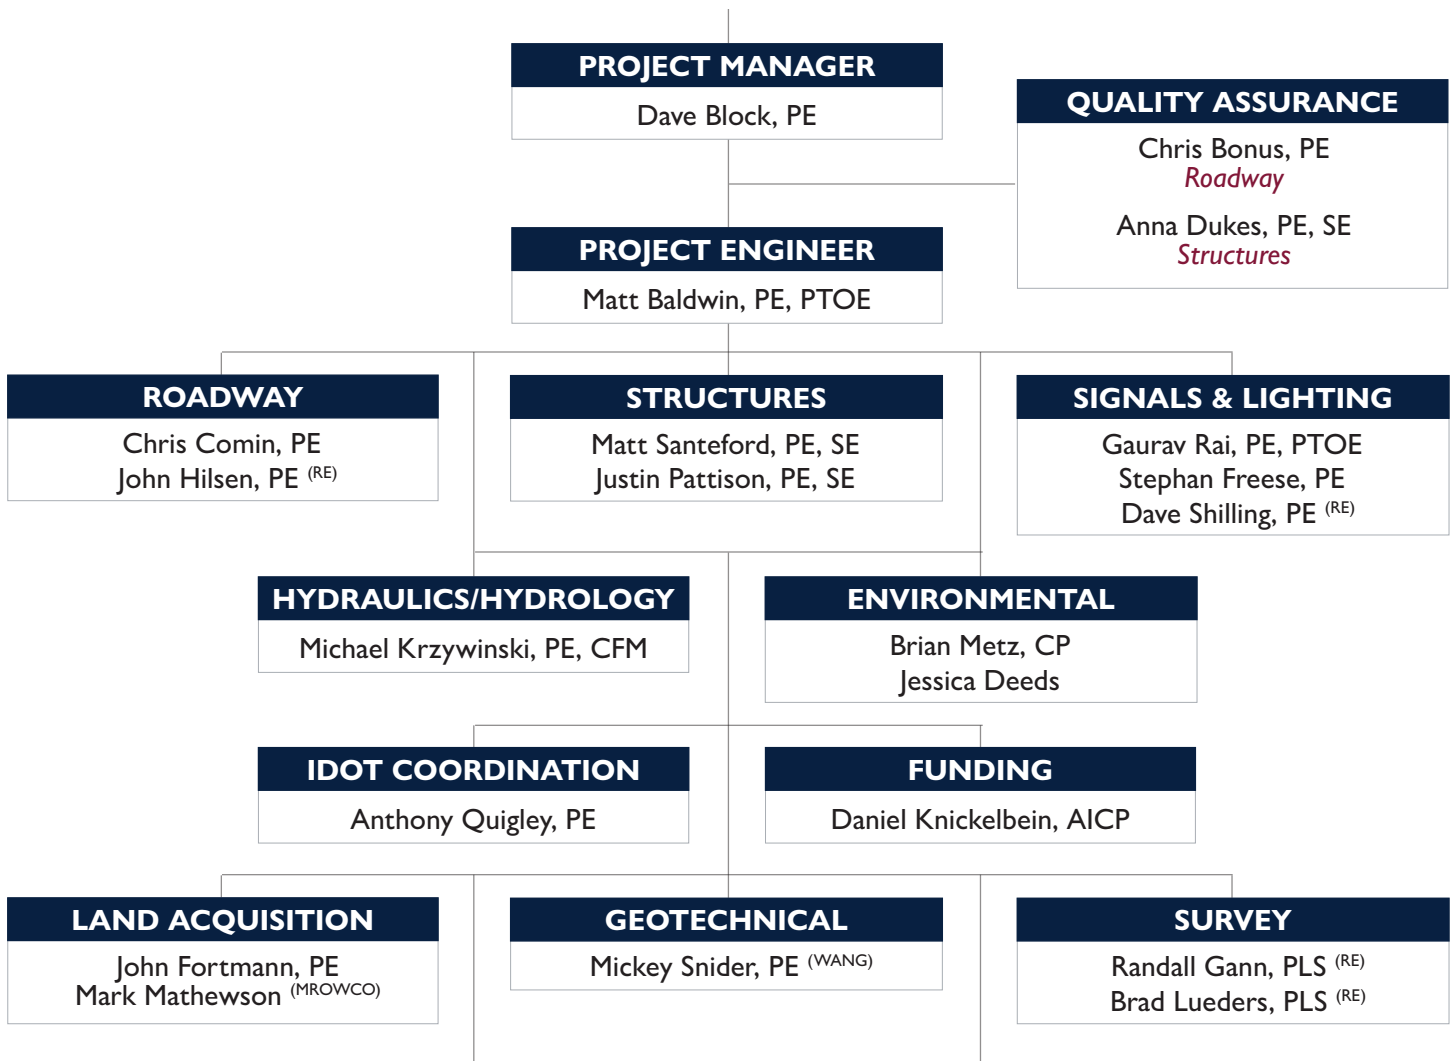 PROJECT MANAGER
Dave Block, PE
QUALITY ASSURANCE
Chris Bonus, PE
Roadway
Anna Dukes, PE, SE
Structures
PROJECT ENGINEER
Matt Baldwin, PE, PTOE
ROADWAY
Chris Comin, PE
John Hilsen, PE (RE)
STRUCTURES
Matt Santeford, PE, SE
Justin Pattison, PE, SE
SIGNALS & LIGHTING
Gaurav Rai, PE, PTOE
Stephan Freese, PE
Dave Shilling, PE (RE)
HYDRAULICS/HYDROLOGY
Michael Krzywinski, PE, CFM
ENVIRONMENTAL
Brian Metz, CP
Jessica Deeds
IDOT COORDINATION
Anthony Quigley, PE
FUNDING
Daniel Knickelbein, AICP
LAND ACQUISITION
John Fortmann, PE
Mark Mathewson (MROWCO)
GEOTECHNICAL
Mickey Snider, PE (WANG)
SURVEY
Randall Gann, PLS (RE)
Brad Lueders, PLS (RE)